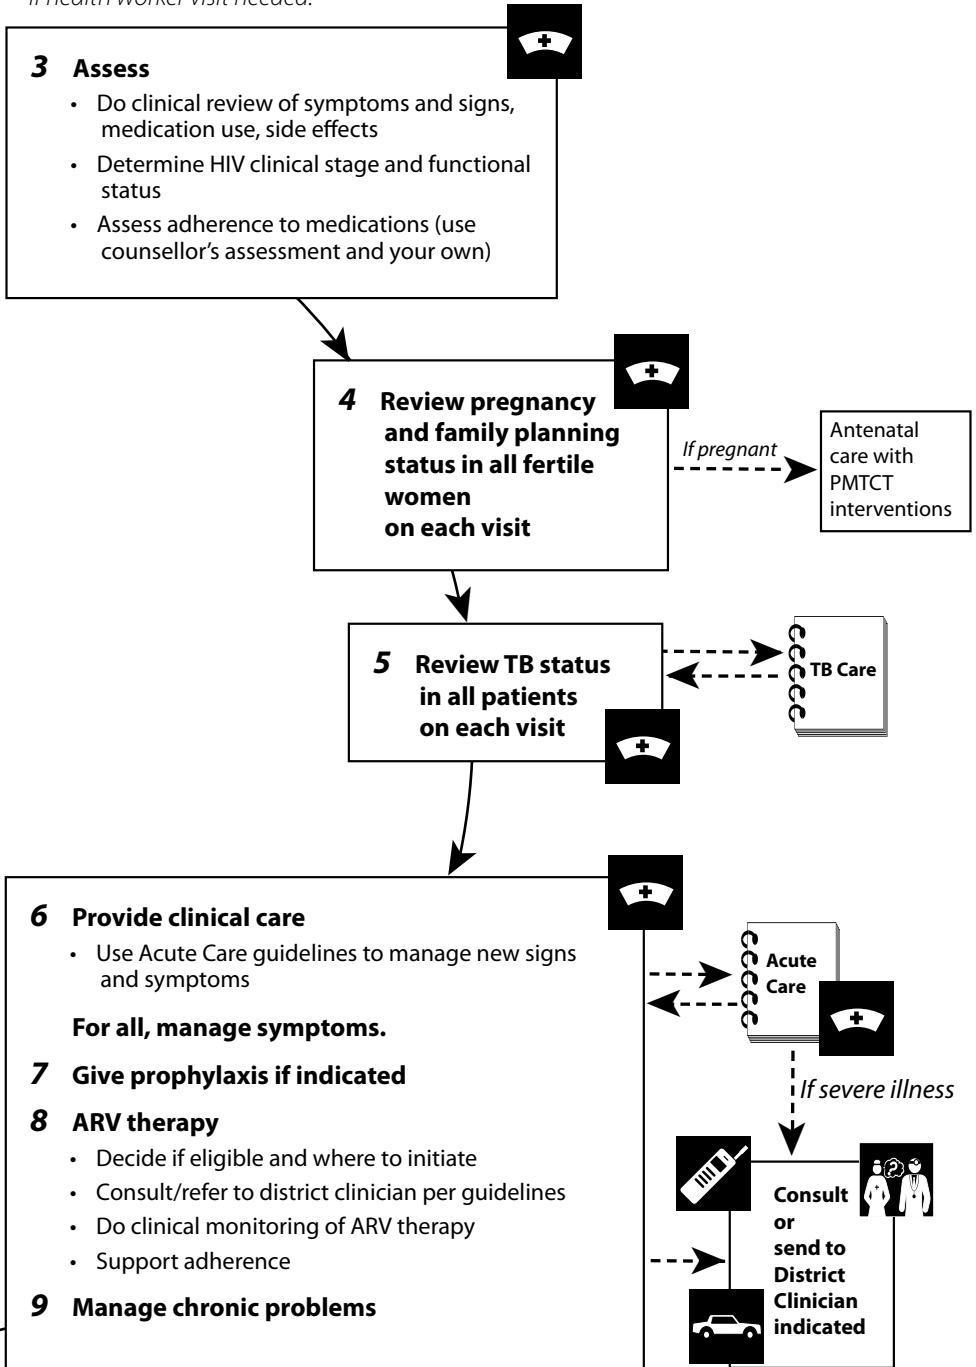 if health worker visit needed.
3 Assess
• Do clinical review of symptoms and signs,
medication use, side effects
• Determine HIV clinical stage and functional
status
• Assess adherence to medications (use
counsellor’s assessment and your own)
4 Review pregnancy
and family planning
status in all fertile
women
on each visit
If pregnant
Antenatal
care with
PMTCT
interventions
5 Review TB status
in all patients
on each visit
TB Care
6 Provide clinical care
• Use Acute Care guidelines to manage new signs
and symptoms
For all, manage symptoms.
7 Give prophylaxis if indicated
8 ARV therapy
• Decide if eligible and where to initiate
• Consult/refer to district clinician per guidelines
• Do clinical monitoring of ARV therapy
• Support adherence
9 Manage chronic problems
Acute
Care
If severe illness
?
Consult
or
send to
District
Clinician
indicated